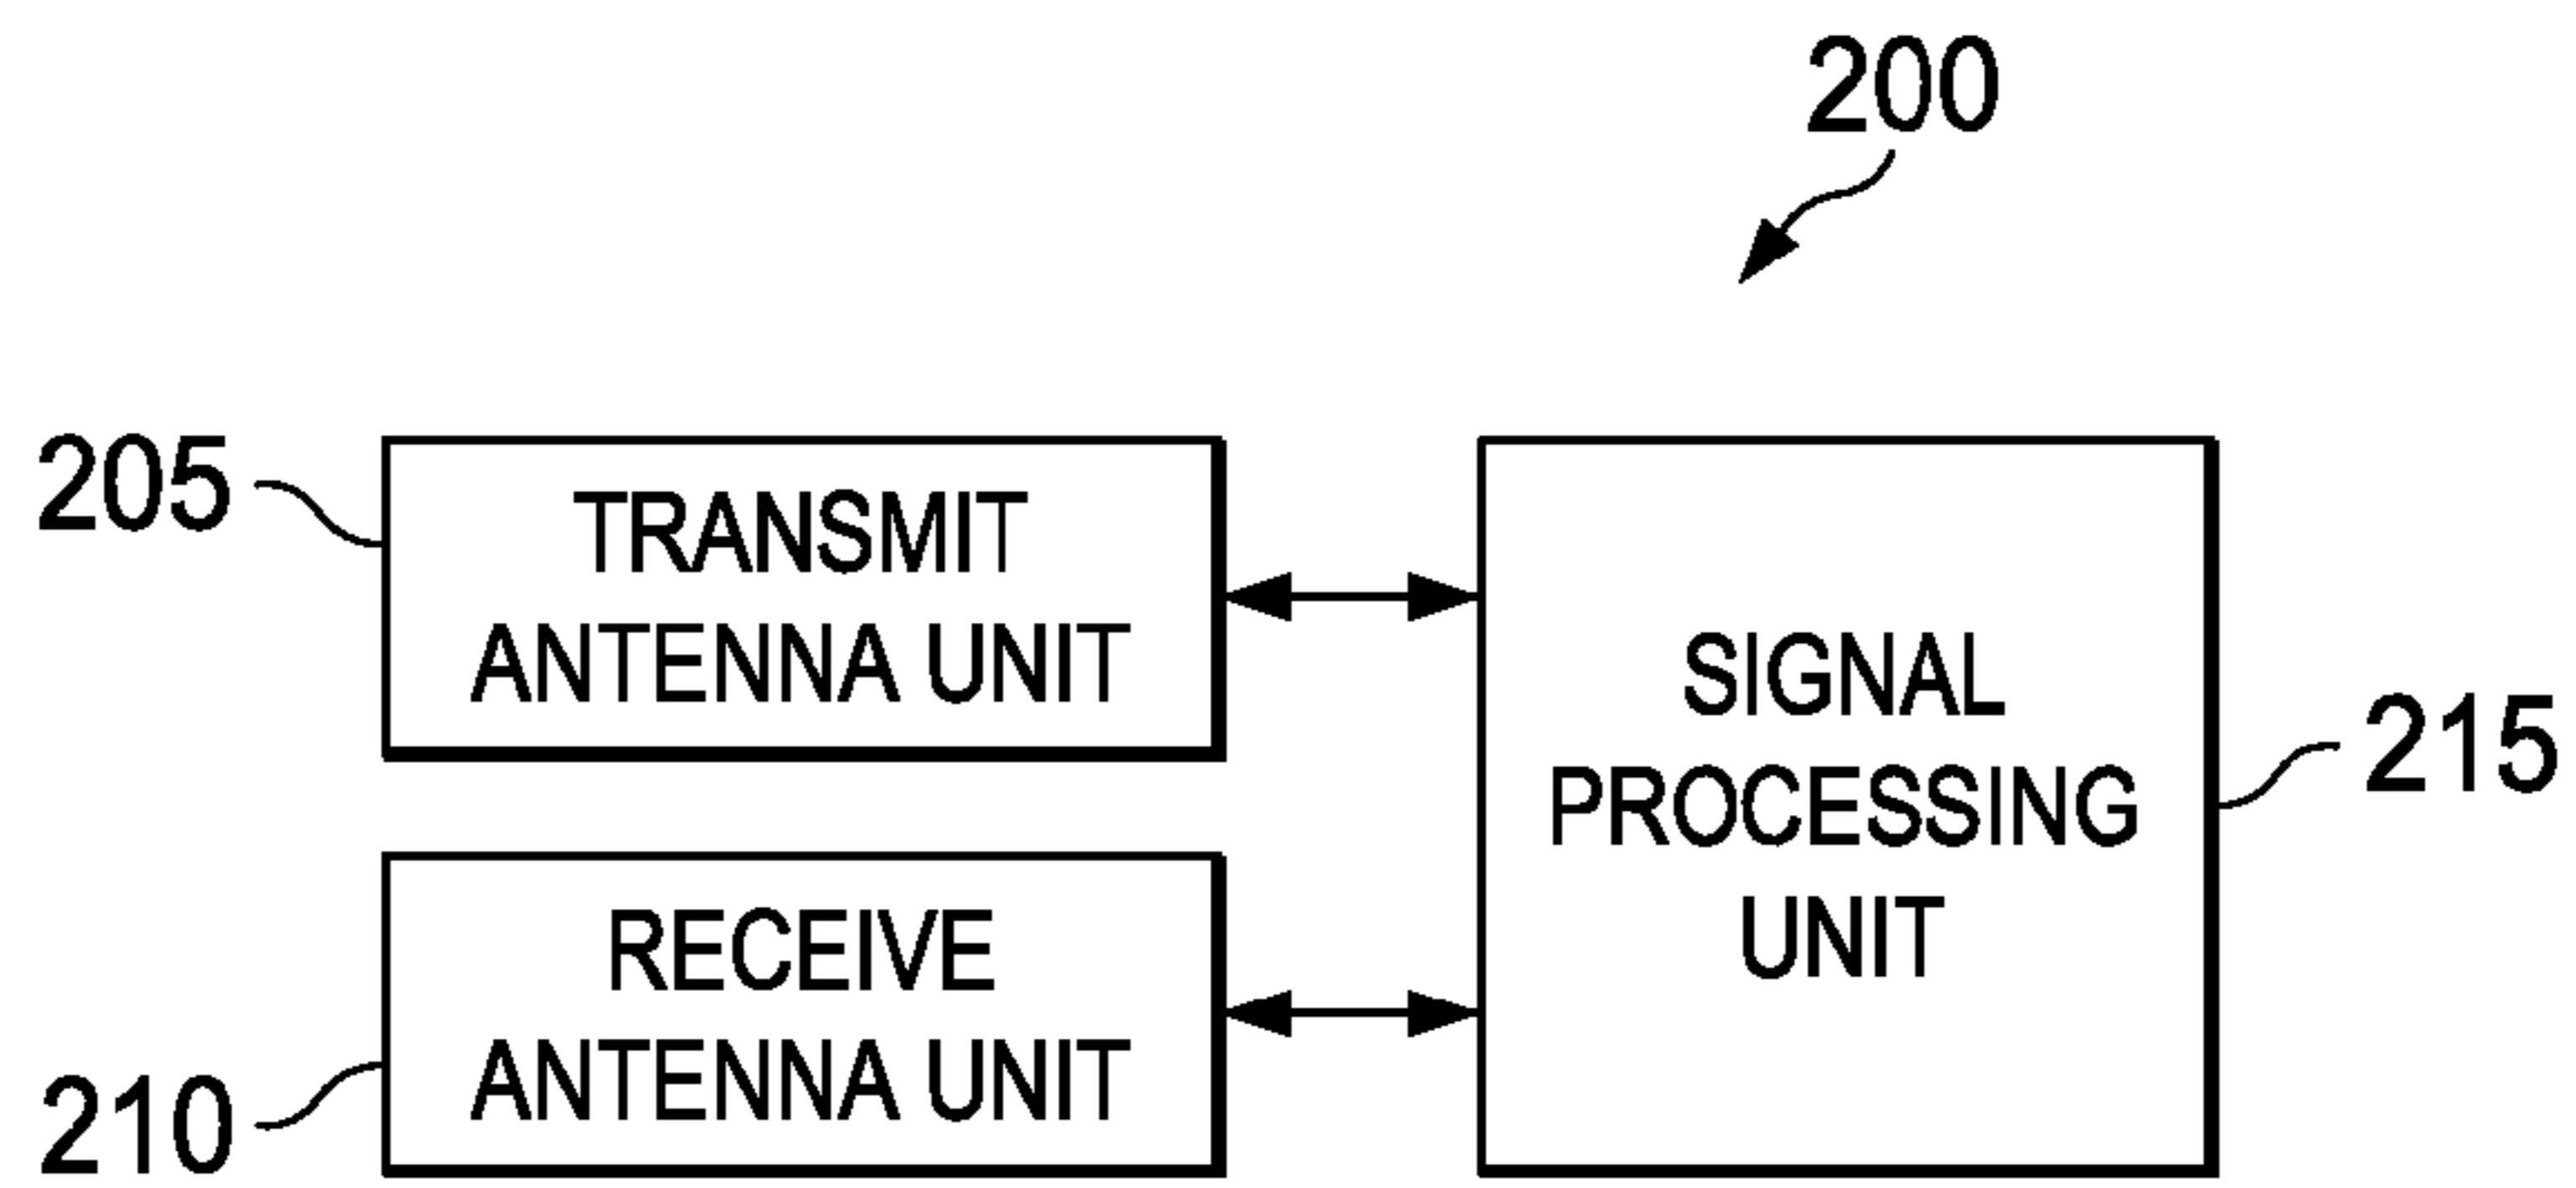 200
205
TRANSMIT
ANTENNA UNIT
SIGNAL
PROCESSING
UNIT
215
RECEIVE
ANTENNA UNIT
210